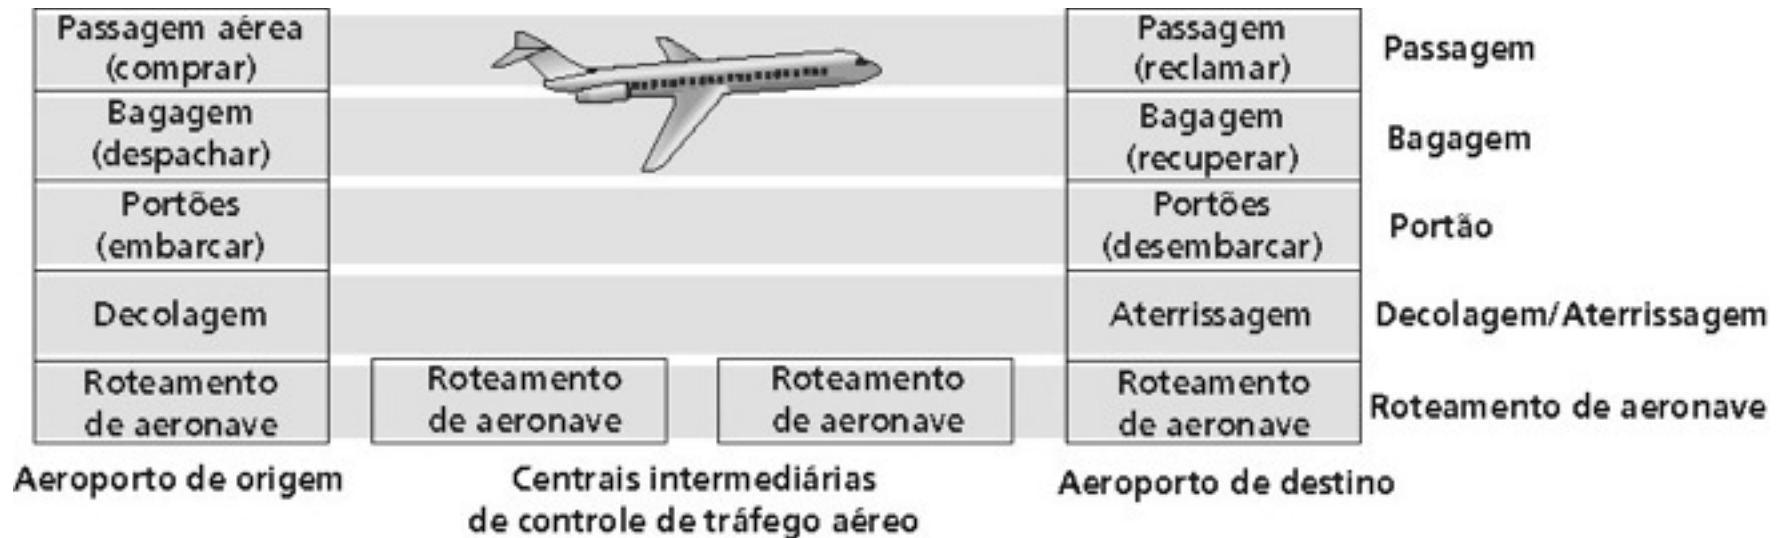 Passagem aérea
(comprar)
Passagem
(reclamar)
Passagem
Bagagem
(despachar)
Bagagem
(recuperar)
Bagagem
Portões
(embarcar)
Portões
(desembarcar)
Portão
Decolagem
Aterrissagem
Decolagem/Aterrissagem
Roteamento
de aeronave
Roteamento
de aeronave
Roteamento
de aeronave
Roteamento
de aeronave
Roteamento de aeronave
Aeroporto de origem
Centrais intermediárias
de controle de tráfego aéreo
Aeroporto de destino